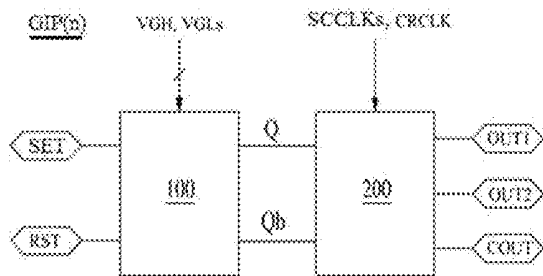 GIP(n)
VGH, VGLs
SCCLKs, CRCLK
SET
Q
OUT1
100
200
OUT2
RST
Qb
COUT